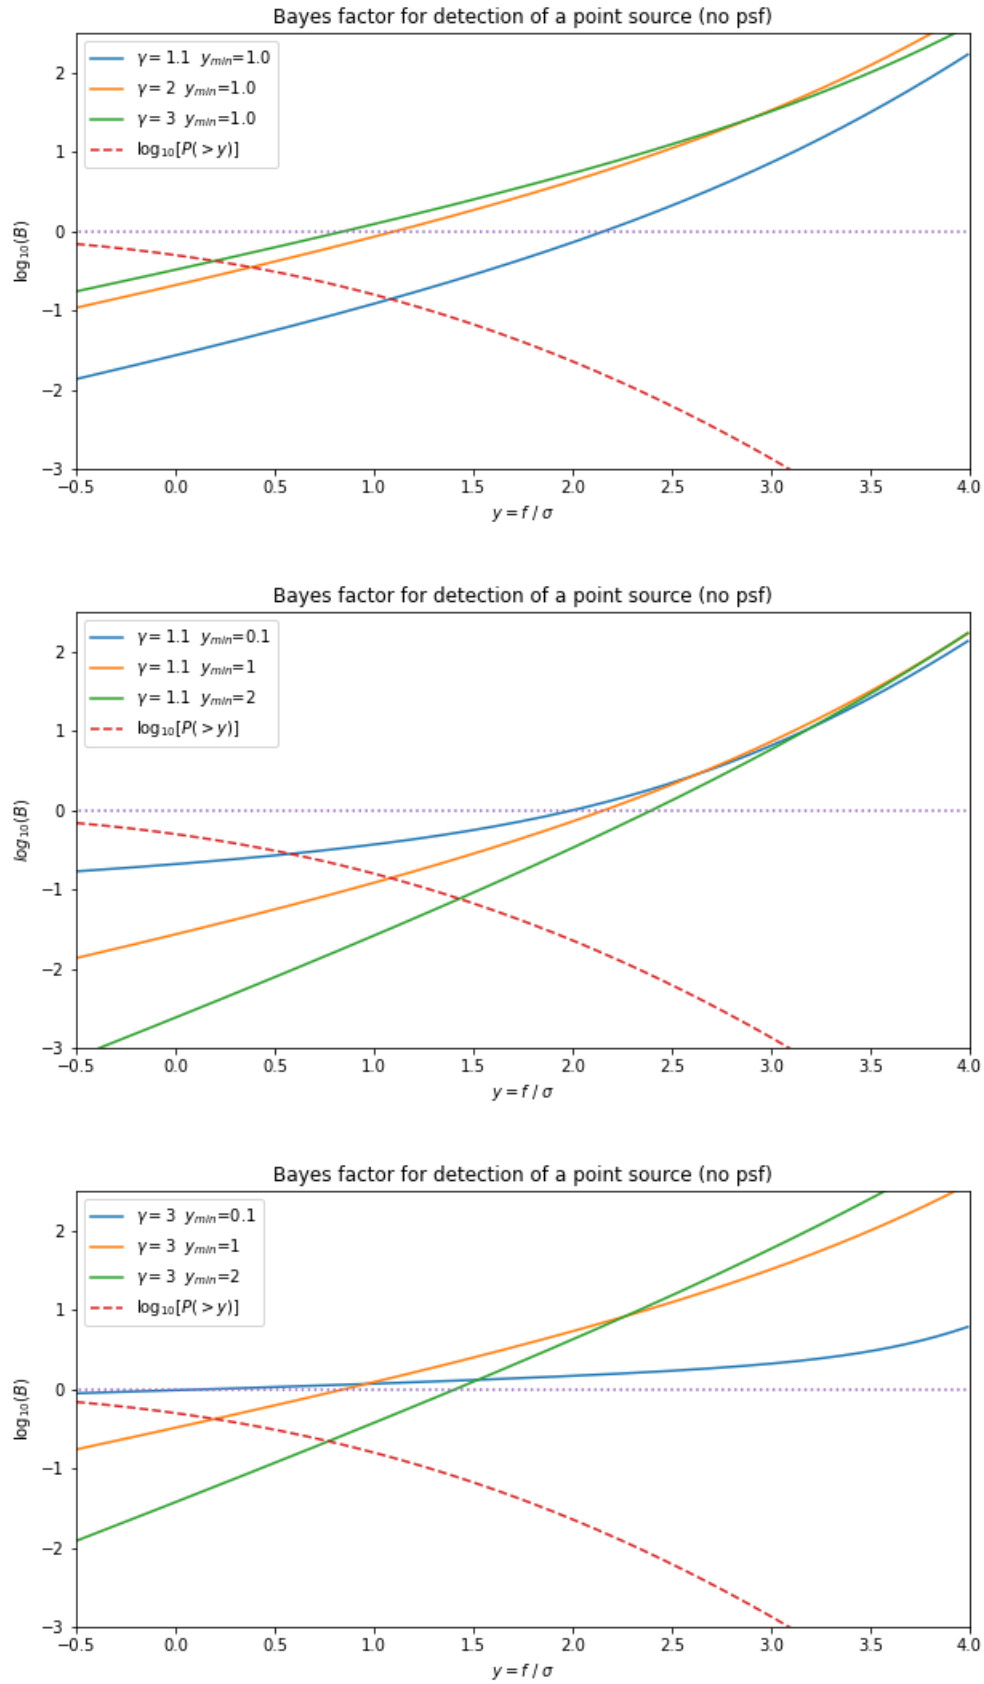 Bayes factor for detection of a point source (no psf)
γ = 1.1 y_min=1.0
γ = 2 y_min=1.0
γ = 3 y_min=1.0
log₁₀[P(>y)]
log₁₀(B)
2
1
0
−1
−2
−3
−0.5 0.0 0.5 1.0 1.5 2.0 2.5 3.0 3.5 4.0
y = f / σ
Bayes factor for detection of a point source (no psf)
γ = 1.1 y_min=0.1
γ = 1.1 y_min=1
γ = 1.1 y_min=2
log₁₀[P(>y)]
log₁₀(B)
2
1
0
−1
−2
−3
−0.5 0.0 0.5 1.0 1.5 2.0 2.5 3.0 3.5 4.0
y = f / σ
Bayes factor for detection of a point source (no psf)
γ = 3 y_min=0.1
γ = 3 y_min=1
γ = 3 y_min=2
log₁₀[P(>y)]
log₁₀(B)
2
1
0
−1
−2
−3
−0.5 0.0 0.5 1.0 1.5 2.0 2.5 3.0 3.5 4.0
y = f / σ